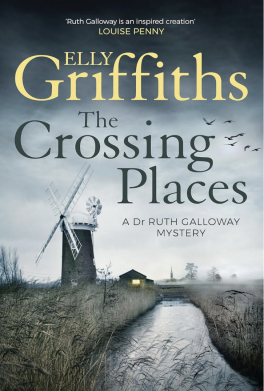 'Ruth Galloway is an inspired creation'
LOUISE PENNY
ELLY
Griffiths
The
Crossing
Places
A Dr RUTH GALLOWAY
MYSTERY